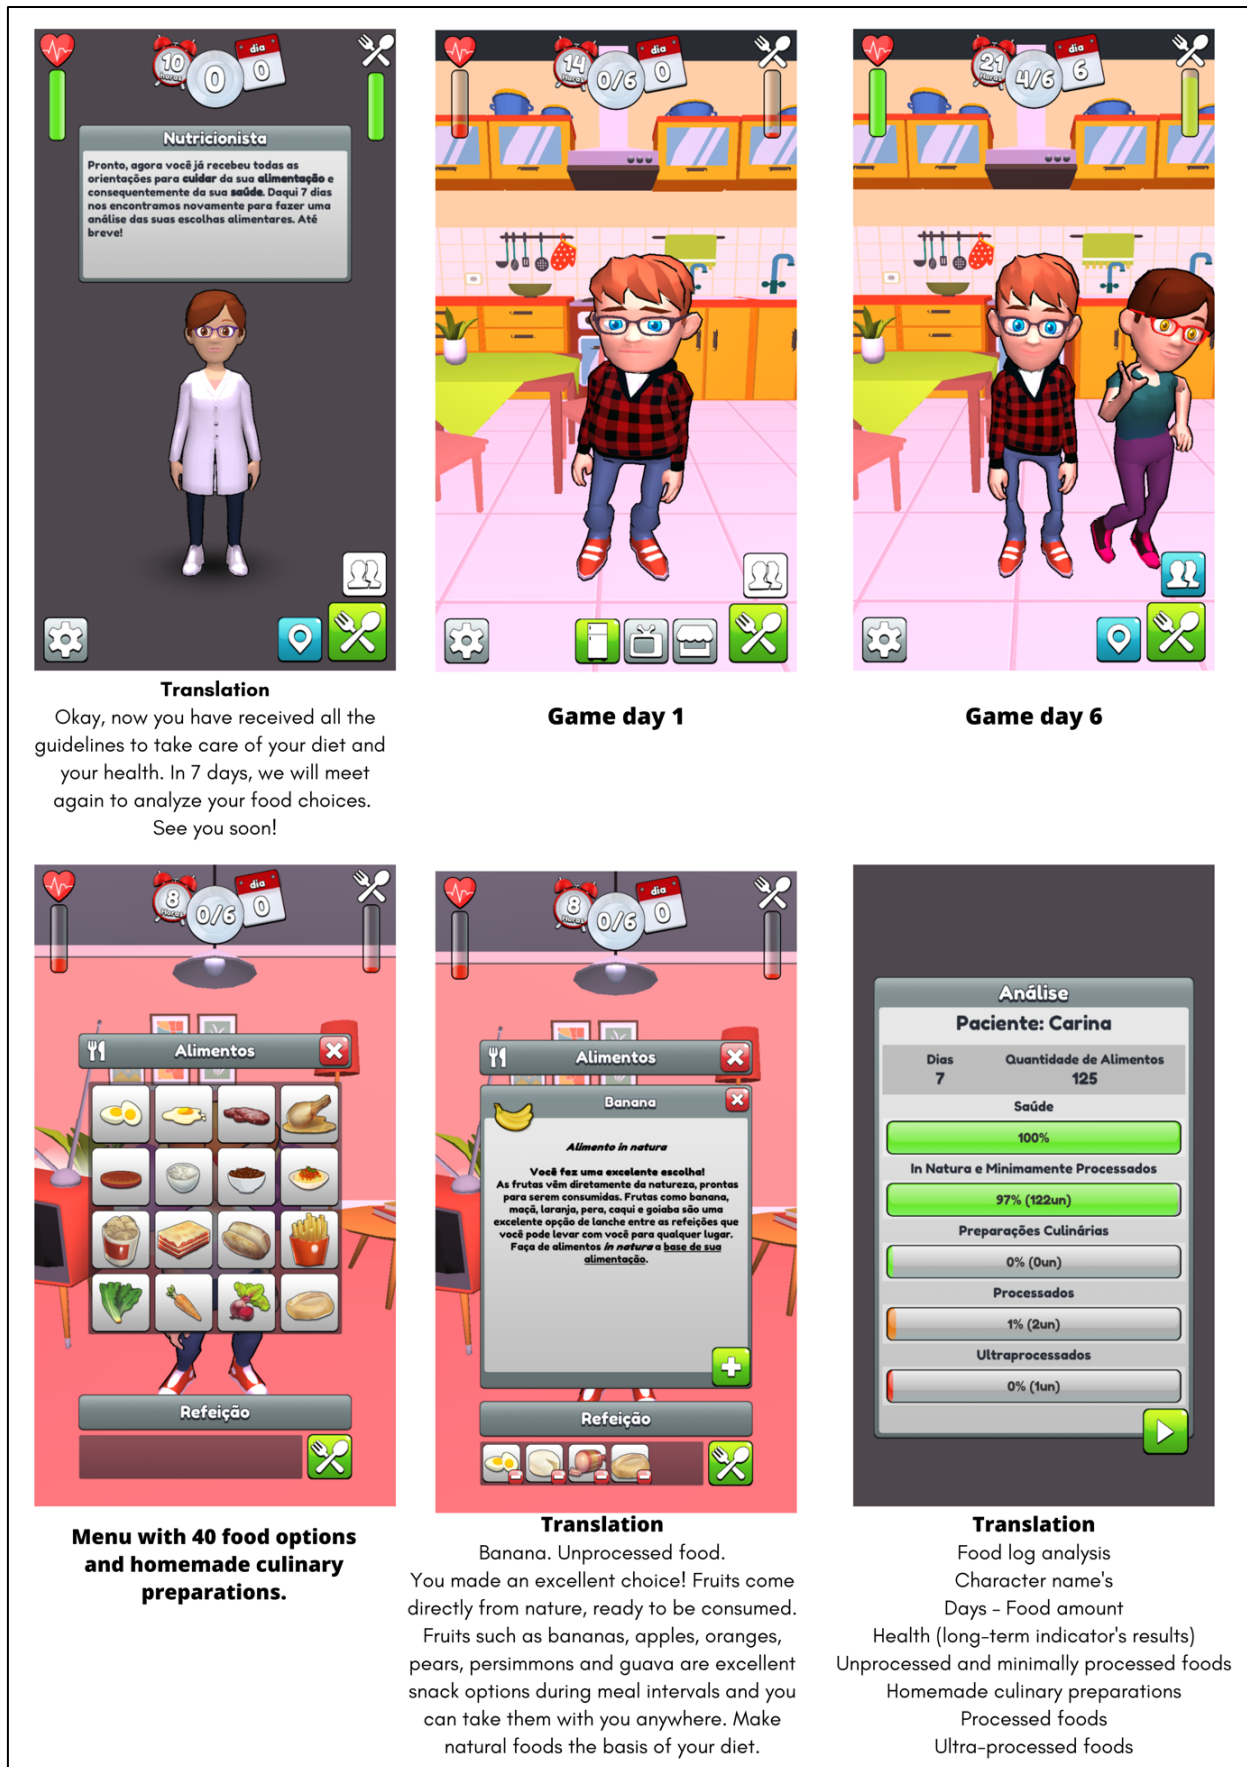 10
Horas
0
dia
0
Nutricionista
Pronto, agora você já recebeu todas as
orientações para cuidar da sua alimentação e
consequentemente da sua saúde. Daqui 7 dias
nos encontramos novamente para fazer uma
análise das suas escolhas alimentares. Até
breve!
Translation
Okay, now you have received all the
guidelines to take care of your diet and
your health. In 7 days, we will meet
again to analyze your food choices.
See you soon!
14
Horas
0/6
dia
0
Game day 1
21
Horas
4/6
dia
6
Game day 6
8
Horas
0/6
dia
0
Alimentos
Refeição
Menu with 40 food options
and homemade culinary
preparations.
8
Horas
0/6
dia
0
Alimentos
Banana
Alimento in natura
Você fez uma excelente escolha!
As frutas vêm diretamente da natureza, prontas
para serem consumidas. Frutas como banana,
maçã, laranja, pera, caqui e goiaba são uma
excelente opção de lanche entre as refeições que
você pode levar com você para qualquer lugar.
Faça de alimentos in natura a base de sua
alimentação.
Refeição
Translation
Banana. Unprocessed food.
You made an excellent choice! Fruits come
directly from nature, ready to be consumed.
Fruits such as bananas, apples, oranges,
pears, persimmons and guava are excellent
snack options during meal intervals and you
can take them with you anywhere. Make
natural foods the basis of your diet.
Análise
Paciente: Carina
Dias Quantidade de Alimentos
7 125
Saúde
100%
In Natura e Minimamente Processados
97% (122un)
Preparações Culinárias
0% (0un)
Processados
1% (2un)
Ultraprocessados
0% (1un)
Translation
Food log analysis
Character name's
Days - Food amount
Health (long-term indicator's results)
Unprocessed and minimally processed foods
Homemade culinary preparations
Processed foods
Ultra-processed foods